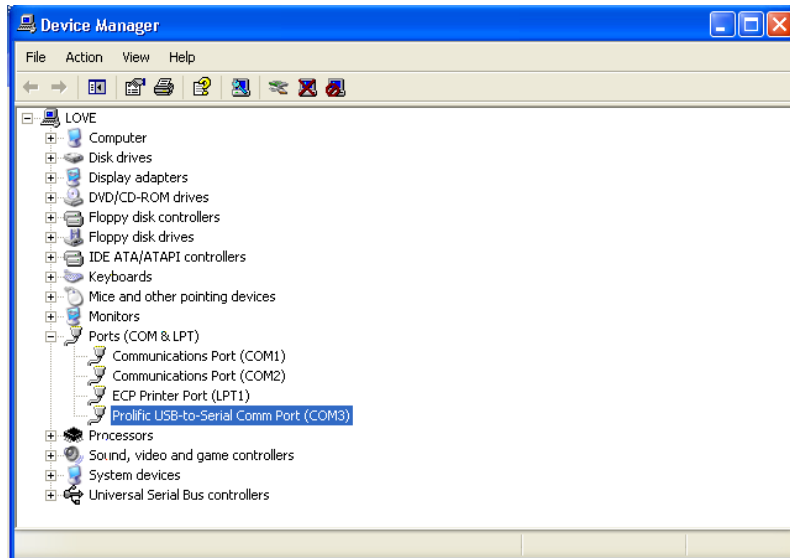 Device Manager
File Action View Help
LOVE
Computer
Disk drives
Display adapters
DVD/CD-ROM drives
Floppy disk controllers
Floppy disk drives
IDE ATA/ATAPI controllers
Keyboards
Mice and other pointing devices
Monitors
Ports (COM & LPT)
Communications Port (COM1)
Communications Port (COM2)
ECP Printer Port (LPT1)
Prolific USB-to-Serial Comm Port (COM3)
Processors
Sound, video and game controllers
System devices
Universal Serial Bus controllers